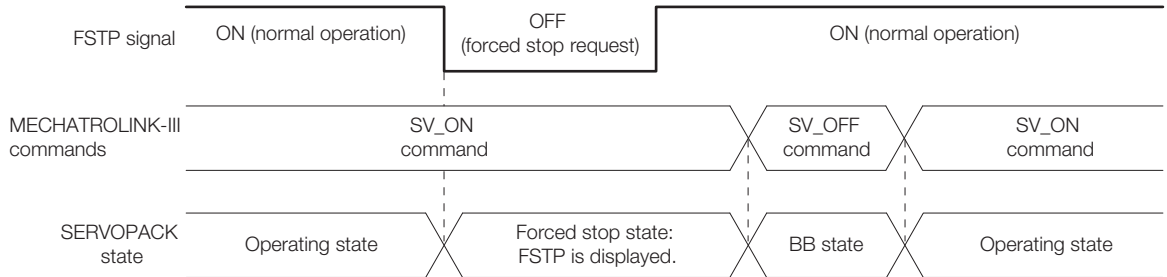 FSTP signal
ON (normal operation)
OFF
(forced stop request)
ON (normal operation)
MECHATROLINK-III
commands
SV_ON
command
SV_OFF
command
SV_ON
command
SERVOPACK
state
Operating state
Forced stop state:
FSTP is displayed.
BB state
Operating state